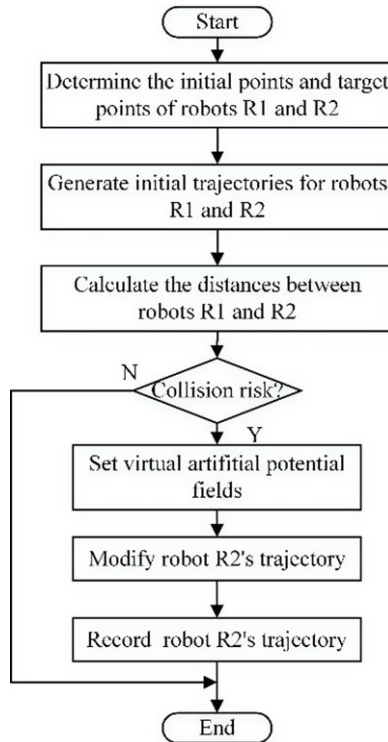 Start
Determine the initial points and target
points of robots R1 and R2
Generate initial trajectories for robots
R1 and R2
Calculate the distances between
robots R1 and R2
N
Collision risk?
Y
Set virtual artifitial potential
fields
Modify robot R2's trajectory
Record robot R2's trajectory
End